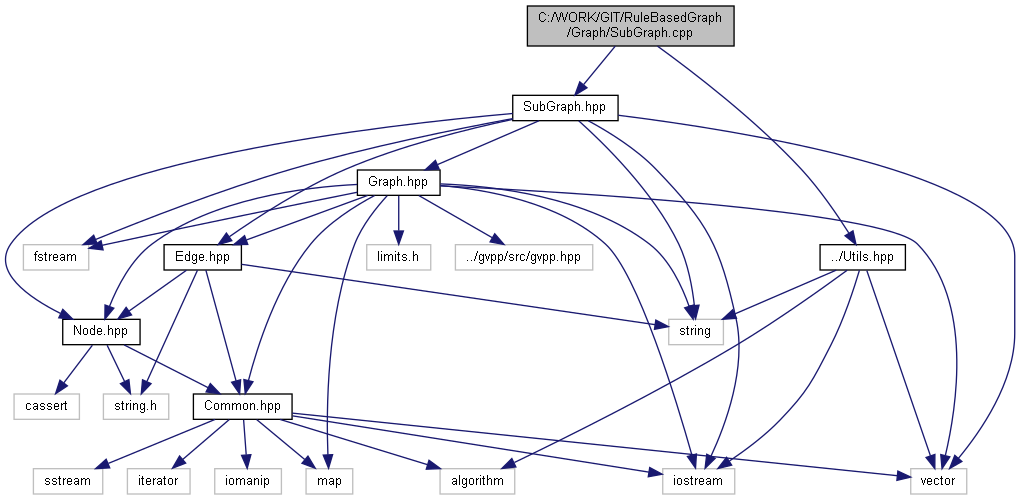 C:/WORK/GIT/RuleBasedGraph
/Graph/SubGraph.cpp
SubGraph.hpp
Graph.hpp
fstream
Edge.hpp
limits.h
../gvpp/src/gvpp.hpp
../Utils.hpp
Node.hpp
string
cassert
string.h
Common.hpp
sstream
iterator
iomanip
map
algorithm
iostream
vector